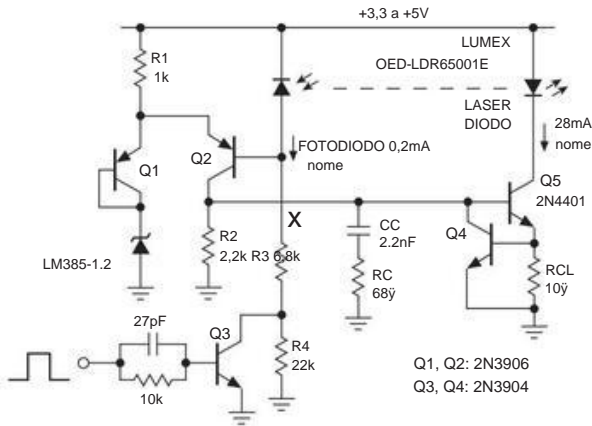 +3,3 a +5V
R1
1k
LUMEX
OED-LDR65001E
LASER
DIODO
28mA
nome
FOTODIODO 0,2mA
nome
Q1
Q2
Q5
2N4401
X
CC
2.2nF
Q4
R2
2,2k
R3 6,8k
LM385-1.2
RC
68ÿ
RCL
10ÿ
27pF
Q3
R4
22k
10k
Q1, Q2: 2N3906
Q3, Q4: 2N3904